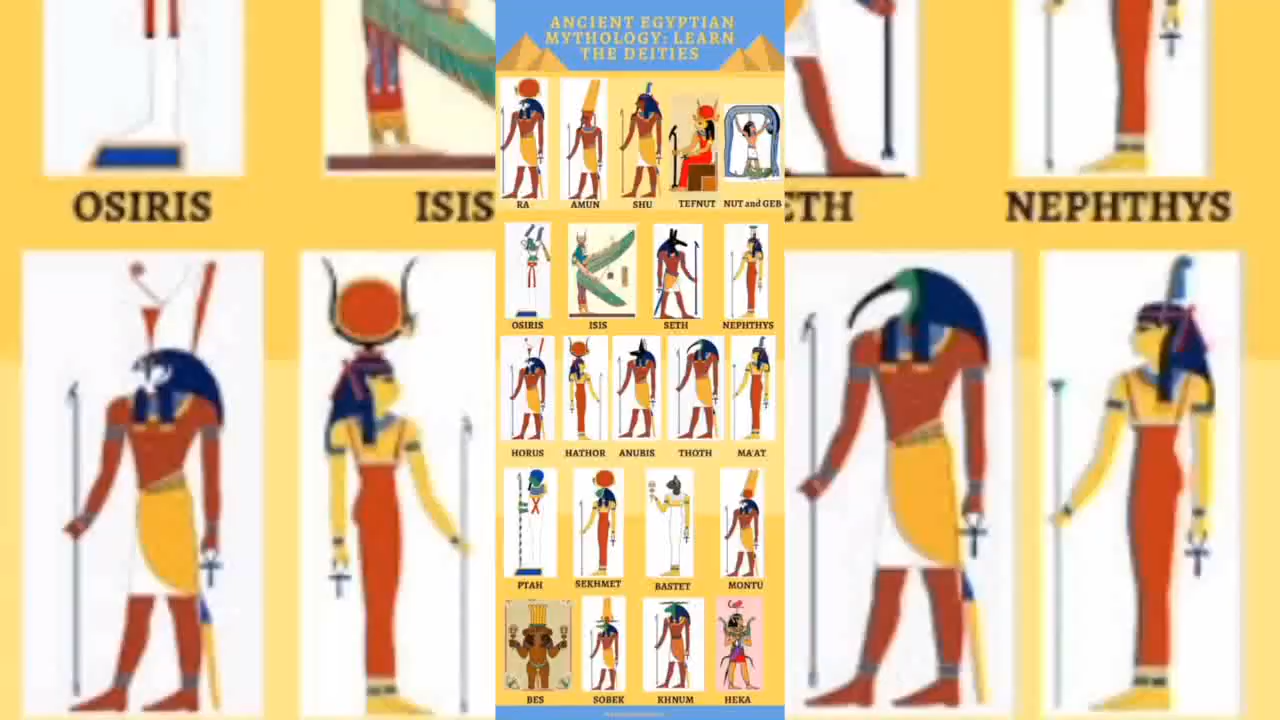 ANCIENT EGYPTIAN
MYTHOLOGY: LEARN
THE DEITIES
RA AMUN SHU TEFNUT NUT and GEB
OSIRIS ISIS SETH NEPHTHYS
HORUS HATHOR ANUBIS THOTH MA'AT
PTAH SEKHMET BASTET MONTU
BES SOBEK KHNUM HEKA
OSIRIS ISIS ETH NEPHTHYS